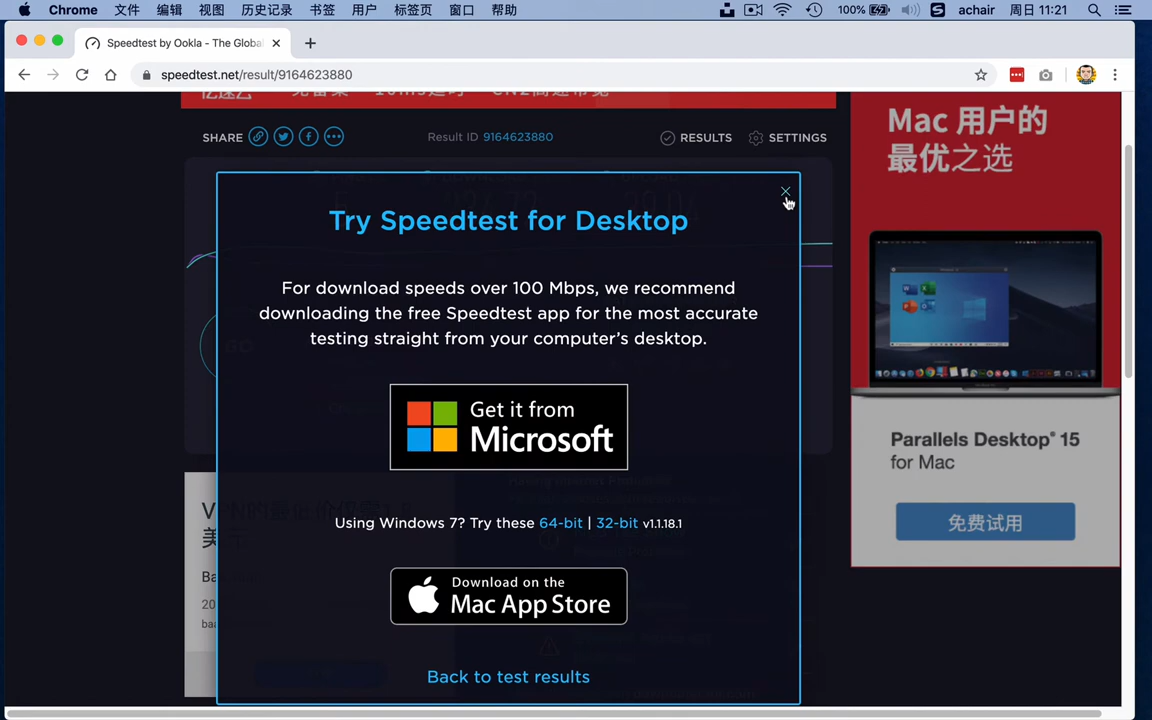 Chrome 文件 编辑 视图 历史记录 书签 用户 标签页 窗口 帮助 100% achair 周日 11:21
Speedtest by Ookla - The Global
speedtest.net/result/9164623880
SHARE Result ID 9164623880 RESULTS SETTINGS
Mac 用户的
最优之选
Try Speedtest for Desktop
For download speeds over 100 Mbps, we recommend
downloading the free Speedtest app for the most accurate
testing straight from your computer's desktop.
Get it from
Microsoft
Using Windows 7? Try these 64-bit | 32-bit v1.1.18.1
Download on the
Mac App Store
Back to test results
Parallels Desktop® 15
for Mac
免费试用